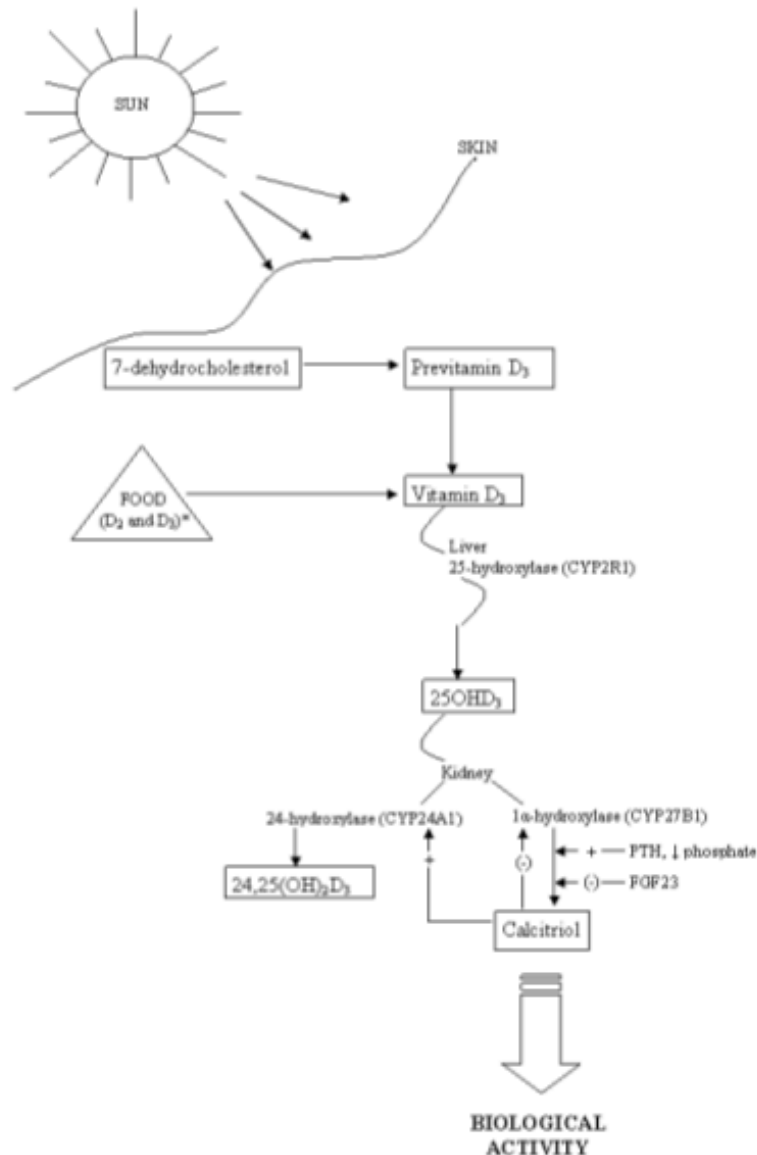 SUN
SKIN
7-dehydrocholesterol
Previtamin D₃
FOOD
(D₂ and D₃)*
Vitamin D₃
Liver
25-hydroxylase (CYP2R1)
25OHD₃
Kidney
24-hydroxylase (CYP24A1)
1α-hydroxylase (CYP27B1)
+
(-)
+ PTH, ↓ phosphate
(-) FGF23
24,25(OH)₂D₃
Calcitriol
BIOLOGICAL
ACTIVITY